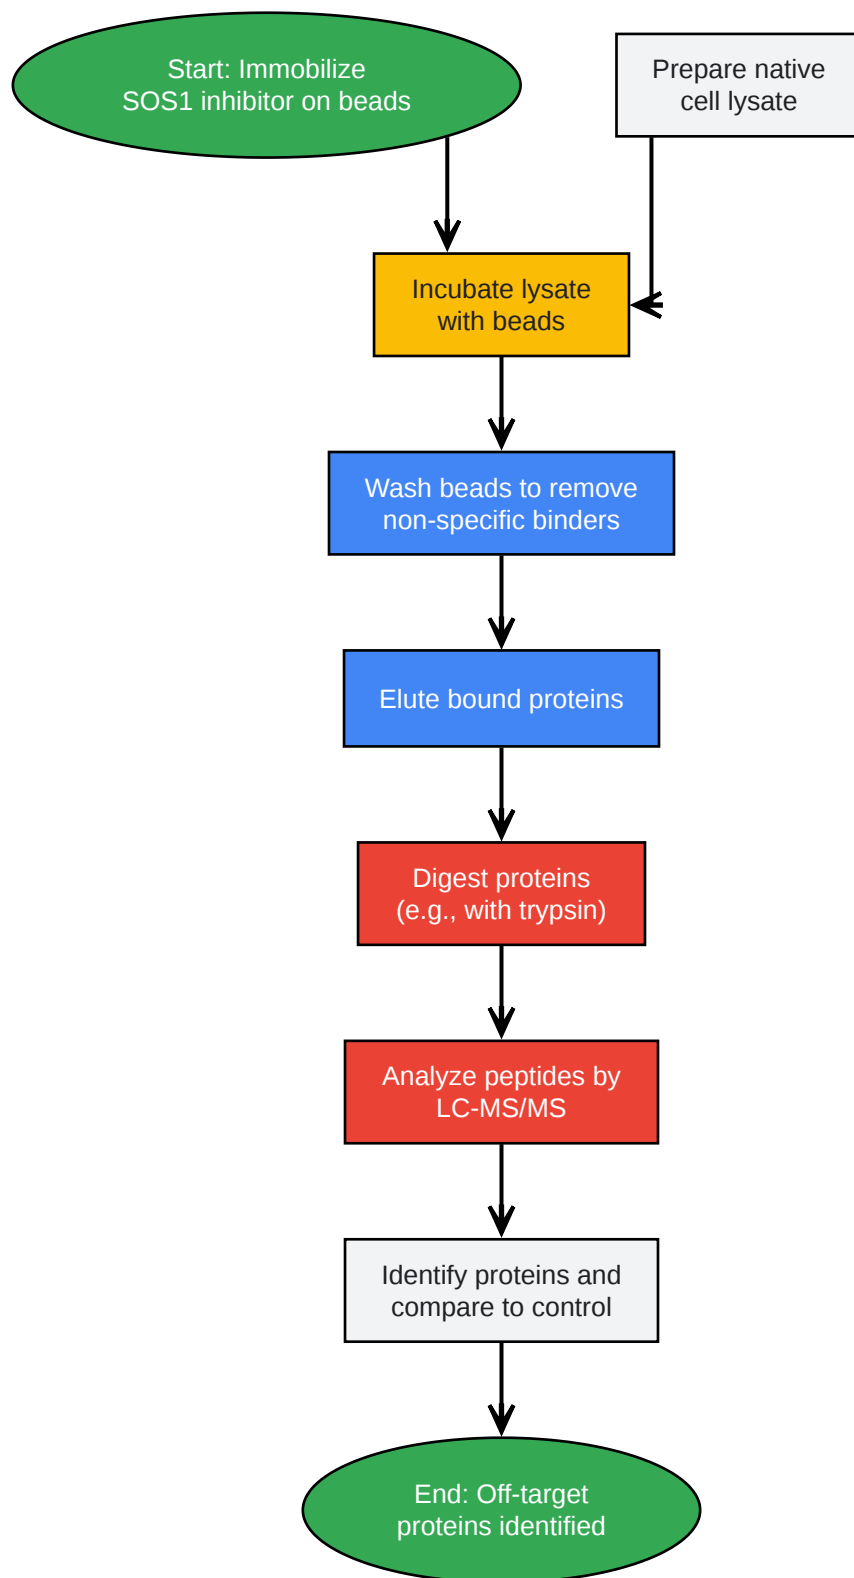 Start: Immobilize
SOS1 inhibitor on beads
Prepare native
cell lysate
Incubate lysate
with beads
Wash beads to remove
non-specific binders
Elute bound proteins
Digest proteins
(e.g., with trypsin)
Analyze peptides by
LC-MS/MS
Identify proteins and
compare to control
End: Off-target
proteins identified